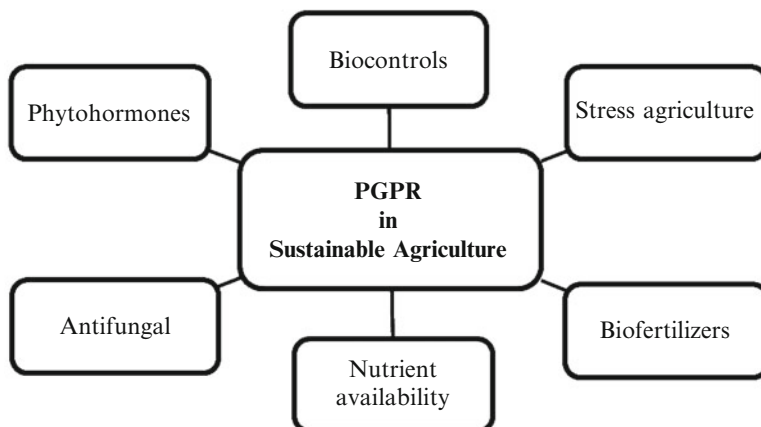 Biocontrols
Phytohormones
Stress agriculture
PGPR
in
Sustainable Agriculture
Antifungal
Biofertilizers
Nutrient
availability